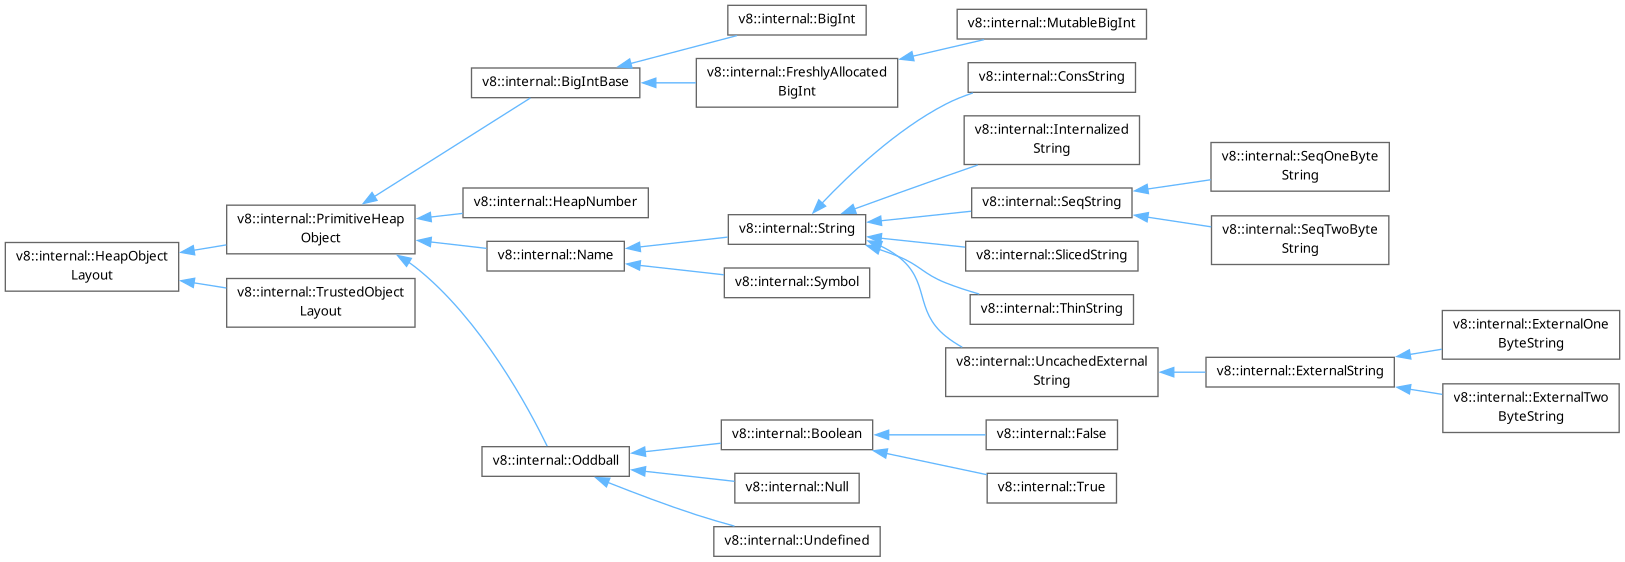 v8::internal::HeapObject
Layout
v8::internal::PrimitiveHeap
Object
v8::internal::TrustedObject
Layout
v8::internal::BigIntBase
v8::internal::HeapNumber
v8::internal::Name
v8::internal::Oddball
v8::internal::BigInt
v8::internal::FreshlyAllocated
BigInt
v8::internal::String
v8::internal::Symbol
v8::internal::Boolean
v8::internal::Null
v8::internal::Undefined
v8::internal::MutableBigInt
v8::internal::ConsString
v8::internal::Internalized
String
v8::internal::SeqString
v8::internal::SlicedString
v8::internal::ThinString
v8::internal::UncachedExternal
String
v8::internal::False
v8::internal::True
v8::internal::SeqOneByte
String
v8::internal::SeqTwoByte
String
v8::internal::ExternalString
v8::internal::ExternalOne
ByteString
v8::internal::ExternalTwo
ByteString